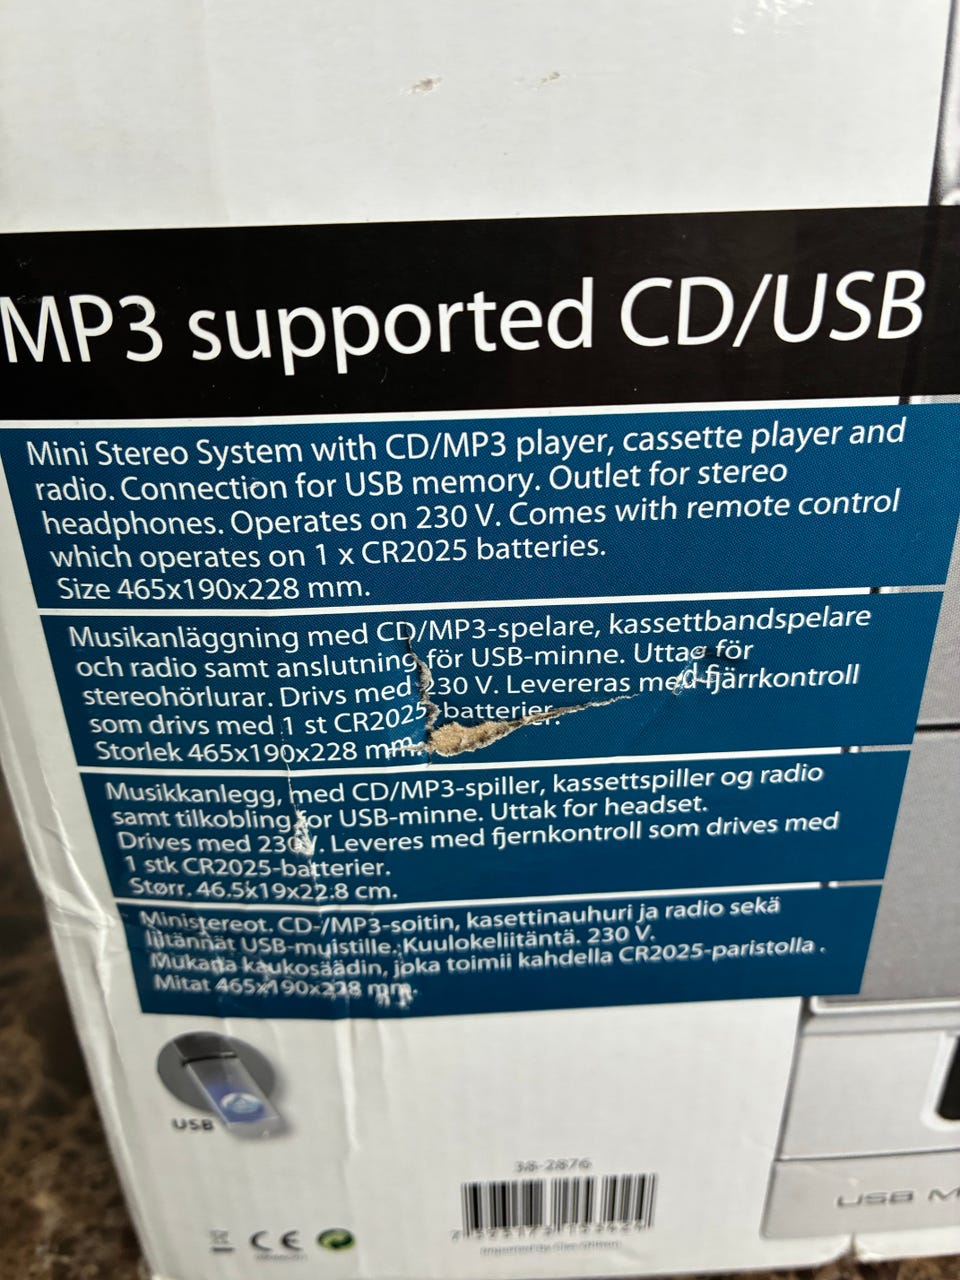 MP3 supported CD/USB
Mini Stereo System with CD/MP3 player, cassette player and
radio. Connection for USB memory. Outlet for stereo
headphones. Operates on 230 V. Comes with remote control
which operates on 1 x CR2025 batteries.
Size 465x190x228 mm.
Musikanläggning med CD/MP3-spelare, kassettbandspelare
och radio samt anslutning för USB-minne. Uttag för
stereohörlurar. Drivs med 230 V. Levereras med fjärrkontroll
som drivs med 1 st CR2025 batterier.
Storlek 465x190x228 mm.
Musikkanlegg, med CD/MP3-spiller, kassettspiller og radio
samt tilkobling for USB-minne. Uttak for headset.
Drives med 230V. Leveres med fjernkontroll som drives med
1 stk CR2025-batterier.
Størr. 46.5x19x22.8 cm.
Ministereot. CD-/MP3-soitin, kasettinauhuri ja radio sekä
liitännät USB-muistille. Kuulokeliitäntä. 230 V.
Mukana kaukosäädin, joka toimii kahdella CR2025-paristolla .
Mitat 465x190x228 mm.
USB
38-2876
CE
USB M